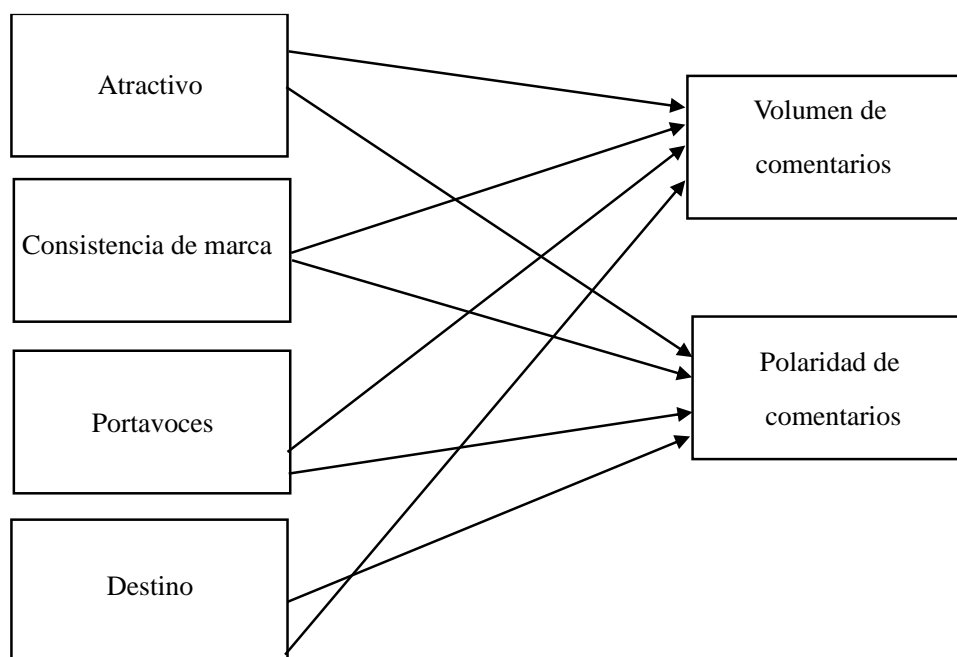 Atractivo
Consistencia de marca
Portavoces
Destino
Volumen de
comentarios
Polaridad de
comentarios